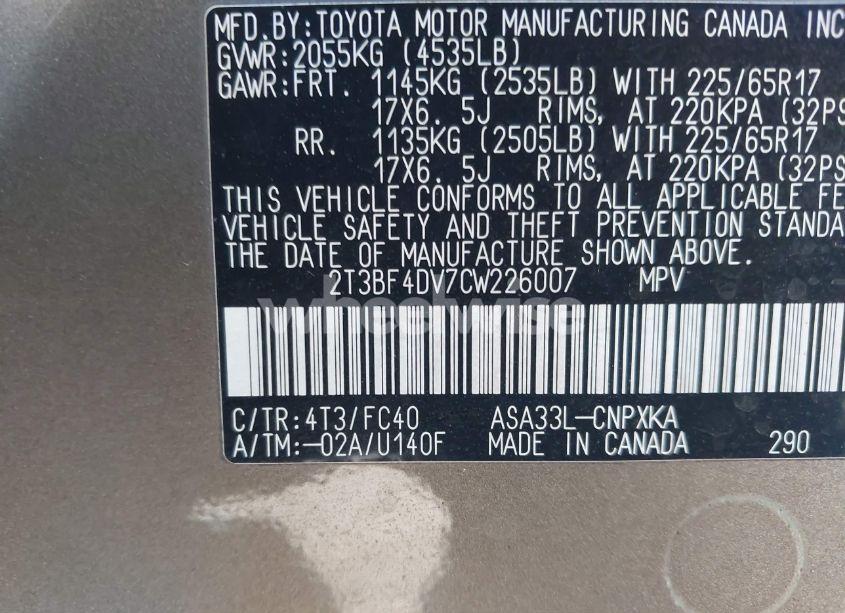 MFD.BY:TOYOTA MOTOR MANUFACTURING CANADA INC
GVWR:2055KG (4535LB)
GAWR:FRT. 1145KG (2535LB) WITH 225/65R17
17X6.5J RIMS, AT 220KPA (32PS
RR. 1135KG (2505LB) WITH 225/65R17
17X6.5J RIMS, AT 220KPA (32PS
THIS VEHICLE CONFORMS TO ALL APPLICABLE FE
VEHICLE SAFETY AND THEFT PREVENTION STANDA
THE DATE OF MANUFACTURE SHOWN ABOVE.
2T3BF4DV7CW226007 MPV
wheelwise
C/TR:4T3/FC40 ASA33L-CNPXKA
A/TM:-02A/U140F MADE IN CANADA 290